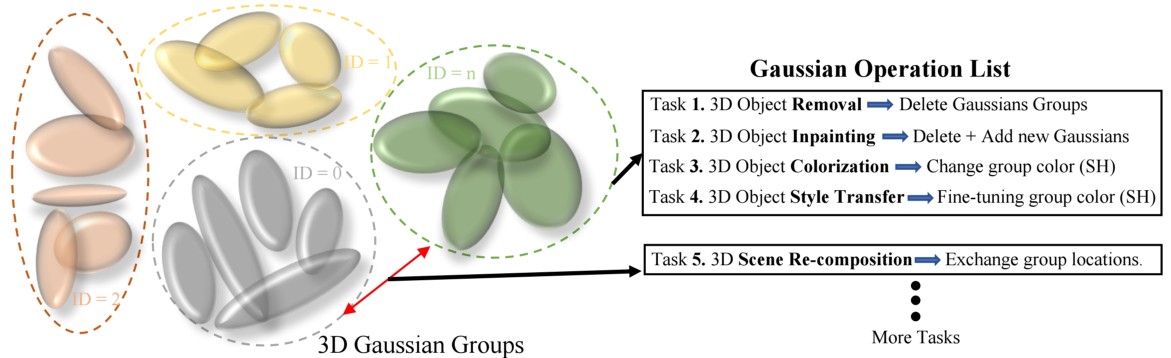 ID = 1
ID = n
ID = 0
ID = 2
3D Gaussian Groups
Gaussian Operation List
Task 1. 3D Object Removal Delete Gaussians Groups
Task 2. 3D Object Inpainting Delete + Add new Gaussians
Task 3. 3D Object Colorization Change group color (SH)
Task 4. 3D Object Style Transfer Fine-tuning group color (SH)
Task 5. 3D Scene Re-composition Exchange group locations.
More Tasks